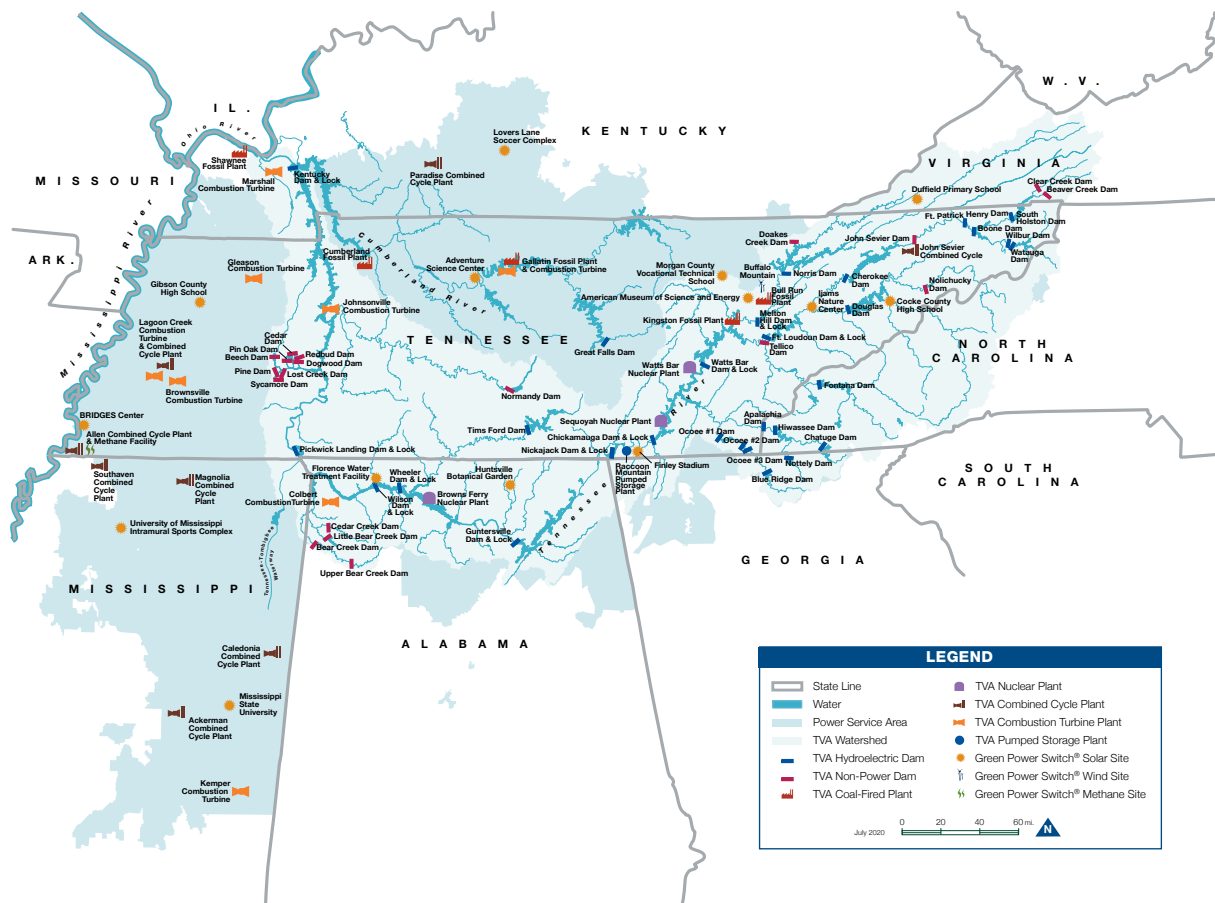 W. V.
IL.
KENTUCKY
VIRGINIA
MISSOURI
ARK.
TENNESSEE
NORTH
CAROLINA
SOUTH
CAROLINA
GEORGIA
ALABAMA
MISSISSIPPI
Ohio River
Mississippi River
Cumberland River
Tennessee
River
Tennessee-Tombigbee
Waterway
Shawnee
Fossil Plant
Marshall
Combustion Turbine
Kentucky
Dam & Lock
Lovers Lane
Soccer Complex
Paradise Combined
Cycle Plant
Duffield Primary School
Clear Creek Dam
Beaver Creek Dam
Ft. Patrick Henry Dam
South
Holston Dam
Boone Dam
Wilbur Dam
Watauga
Dam
Doakes
Creek Dam
John Sevier Dam
John Sevier
Combined Cycle
Cumberland
Fossil Plant
Gleason
Combustion Turbine
Gibson County
High School
Adventure
Science Center
Gallatin Fossil Plant
& Combustion Turbine
Morgan County
Vocational Technical
School
Buffalo
Mountain
Norris Dam
Cherokee
Dam
Nolichucky
Dam
American Museum of Science and Energy
Bull Run
Fossil
Plant
Ijams
Nature
Center
Douglas
Dam
Cocke County
High School
Johnsonville
Combustion Turbine
Kingston Fossil Plant
Melton
Hill Dam
& Lock
Ft. Loudoun Dam & Lock
Tellico
Dam
Lagoon Creek
Combustion
Turbine
& Combined
Cycle Plant
Brownsville
Combustion Turbine
Cedar
Dam
Pin Oak Dam
Redbud Dam
Beech Dam
Dogwood Dam
Pine Dam
Lost Creek Dam
Sycamore Dam
Great Falls Dam
Watts Bar
Nuclear Plant
Watts Bar
Dam & Lock
Normandy Dam
Fontana Dam
BRIDGES Center
Allen Combined Cycle Plant
& Methane Facility
Tims Ford Dam
Sequoyah Nuclear Plant
Chickamauga Dam & Lock
Nickajack Dam & Lock
Ocoee #1 Dam
Ocoee #2 Dam
Ocoee #3 Dam
Apalachia
Dam
Hiwassee Dam
Chatuge Dam
Nottely Dam
Blue Ridge Dam
Raccoon
Mountain
Pumped
Storage
Plant
Finley Stadium
Pickwick Landing Dam & Lock
Southaven
Combined
Cycle
Plant
Magnolia
Combined
Cycle Plant
University of Mississippi
Intramural Sports Complex
Florence Water
Treatment Facility
Wheeler
Dam & Lock
Colbert
Combustion Turbine
Wilson
Dam
& Lock
Browns Ferry
Nuclear Plant
Huntsville
Botanical Garden
Guntersville
Dam & Lock
Cedar Creek Dam
Little Bear Creek Dam
Bear Creek Dam
Upper Bear Creek Dam
Caledonia
Combined
Cycle Plant
Mississippi
State
University
Ackerman
Combined
Cycle Plant
Kemper
Combustion
Turbine
LEGEND
State Line
Water
Power Service Area
TVA Watershed
TVA Hydroelectric Dam
TVA Non-Power Dam
TVA Coal-Fired Plant
TVA Nuclear Plant
TVA Combined Cycle Plant
TVA Combustion Turbine Plant
TVA Pumped Storage Plant
Green Power Switch® Solar Site
Green Power Switch® Wind Site
Green Power Switch® Methane Site
July 2020
0 20 40 60 mi.
N